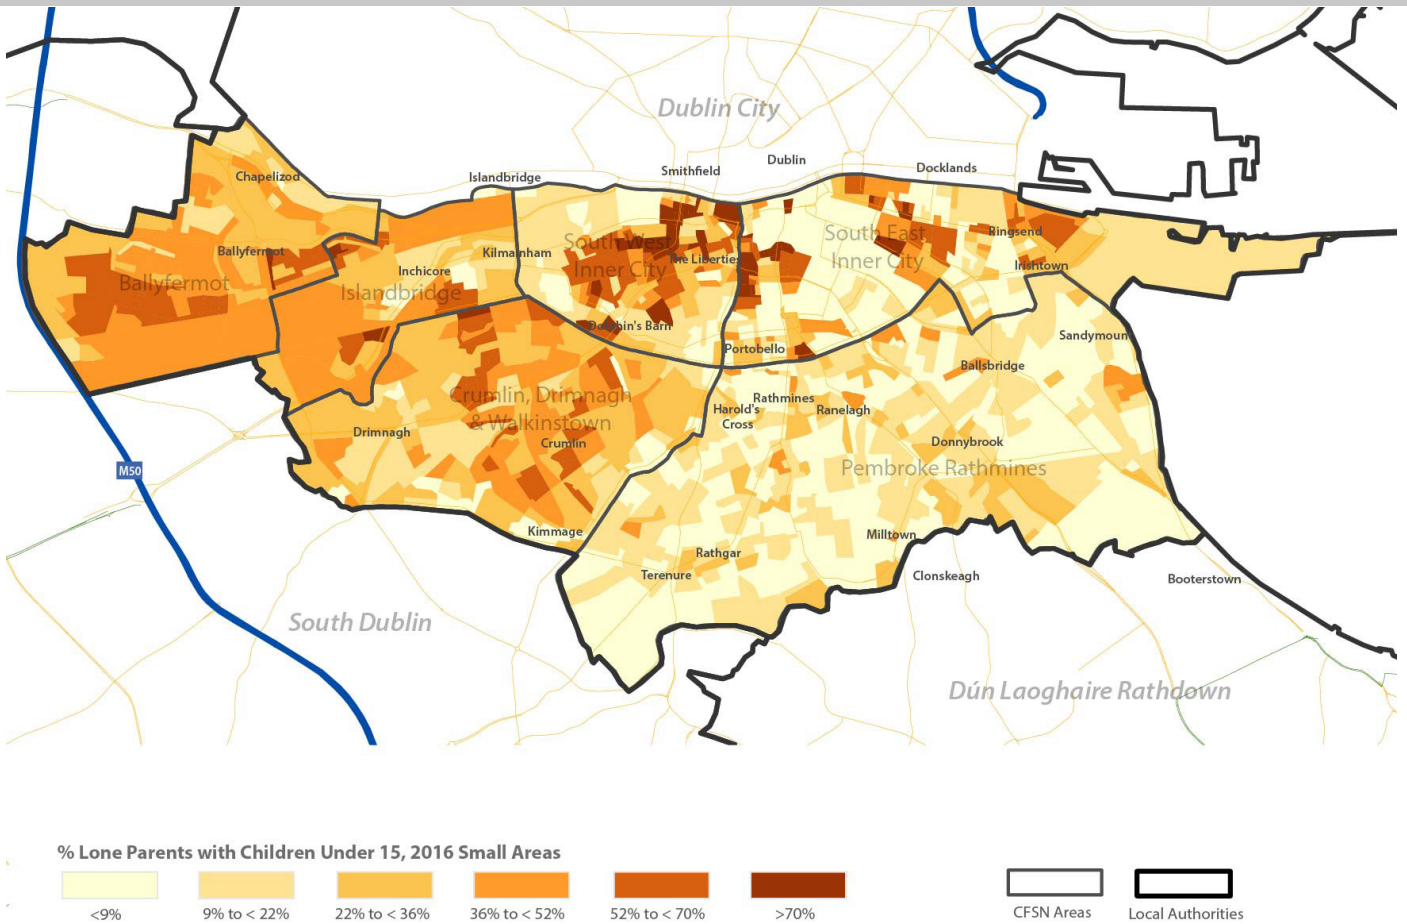 Dublin City
Dublin
Smithfield
Docklands
Islandbridge
Chapelizod
Ballyfermot
Ballyfermot
Kilmainham
Inchicore
Islandbridge
South West
Inner City
The Liberties
South East
Inner City
Ringsend
Irishtown
Dolphin's Barn
Portobello
Sandymoun
Ballsbridge
Crumlin, Drimnagh
& Walkinstown
Drimnagh
Crumlin
Harold's
Cross
Rathmines
Ranelagh
Donnybrook
Pembroke Rathmines
M50
Kimmage
Milltown
Rathgar
Terenure
Clonskeagh
Booterstown
South Dublin
Dún Laoghaire Rathdown
% Lone Parents with Children Under 15, 2016 Small Areas
<9%
9% to < 22%
22% to < 36%
36% to < 52%
52% to < 70%
>70%
CFSN Areas
Local Authorities